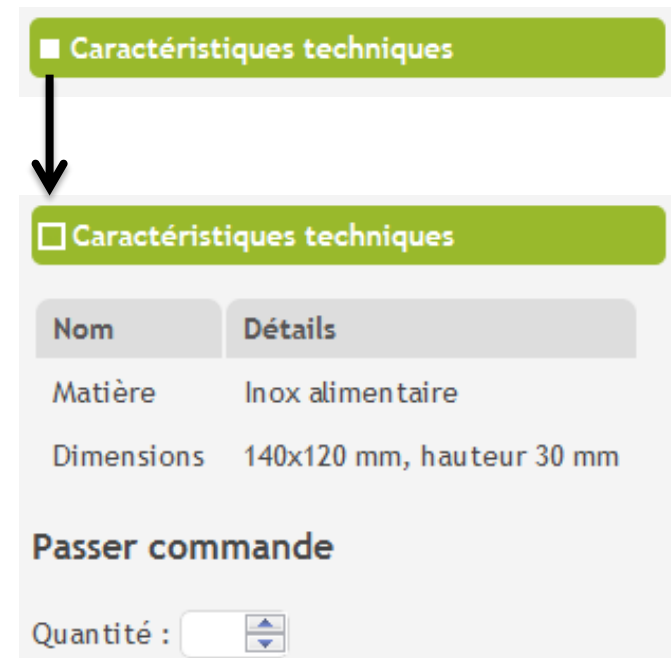 Caractéristiques techniques
Caractéristiques techniques
Nom Détails
Matière Inox alimentaire
Dimensions 140x120 mm, hauteur 30 mm
Passer commande
Quantité :